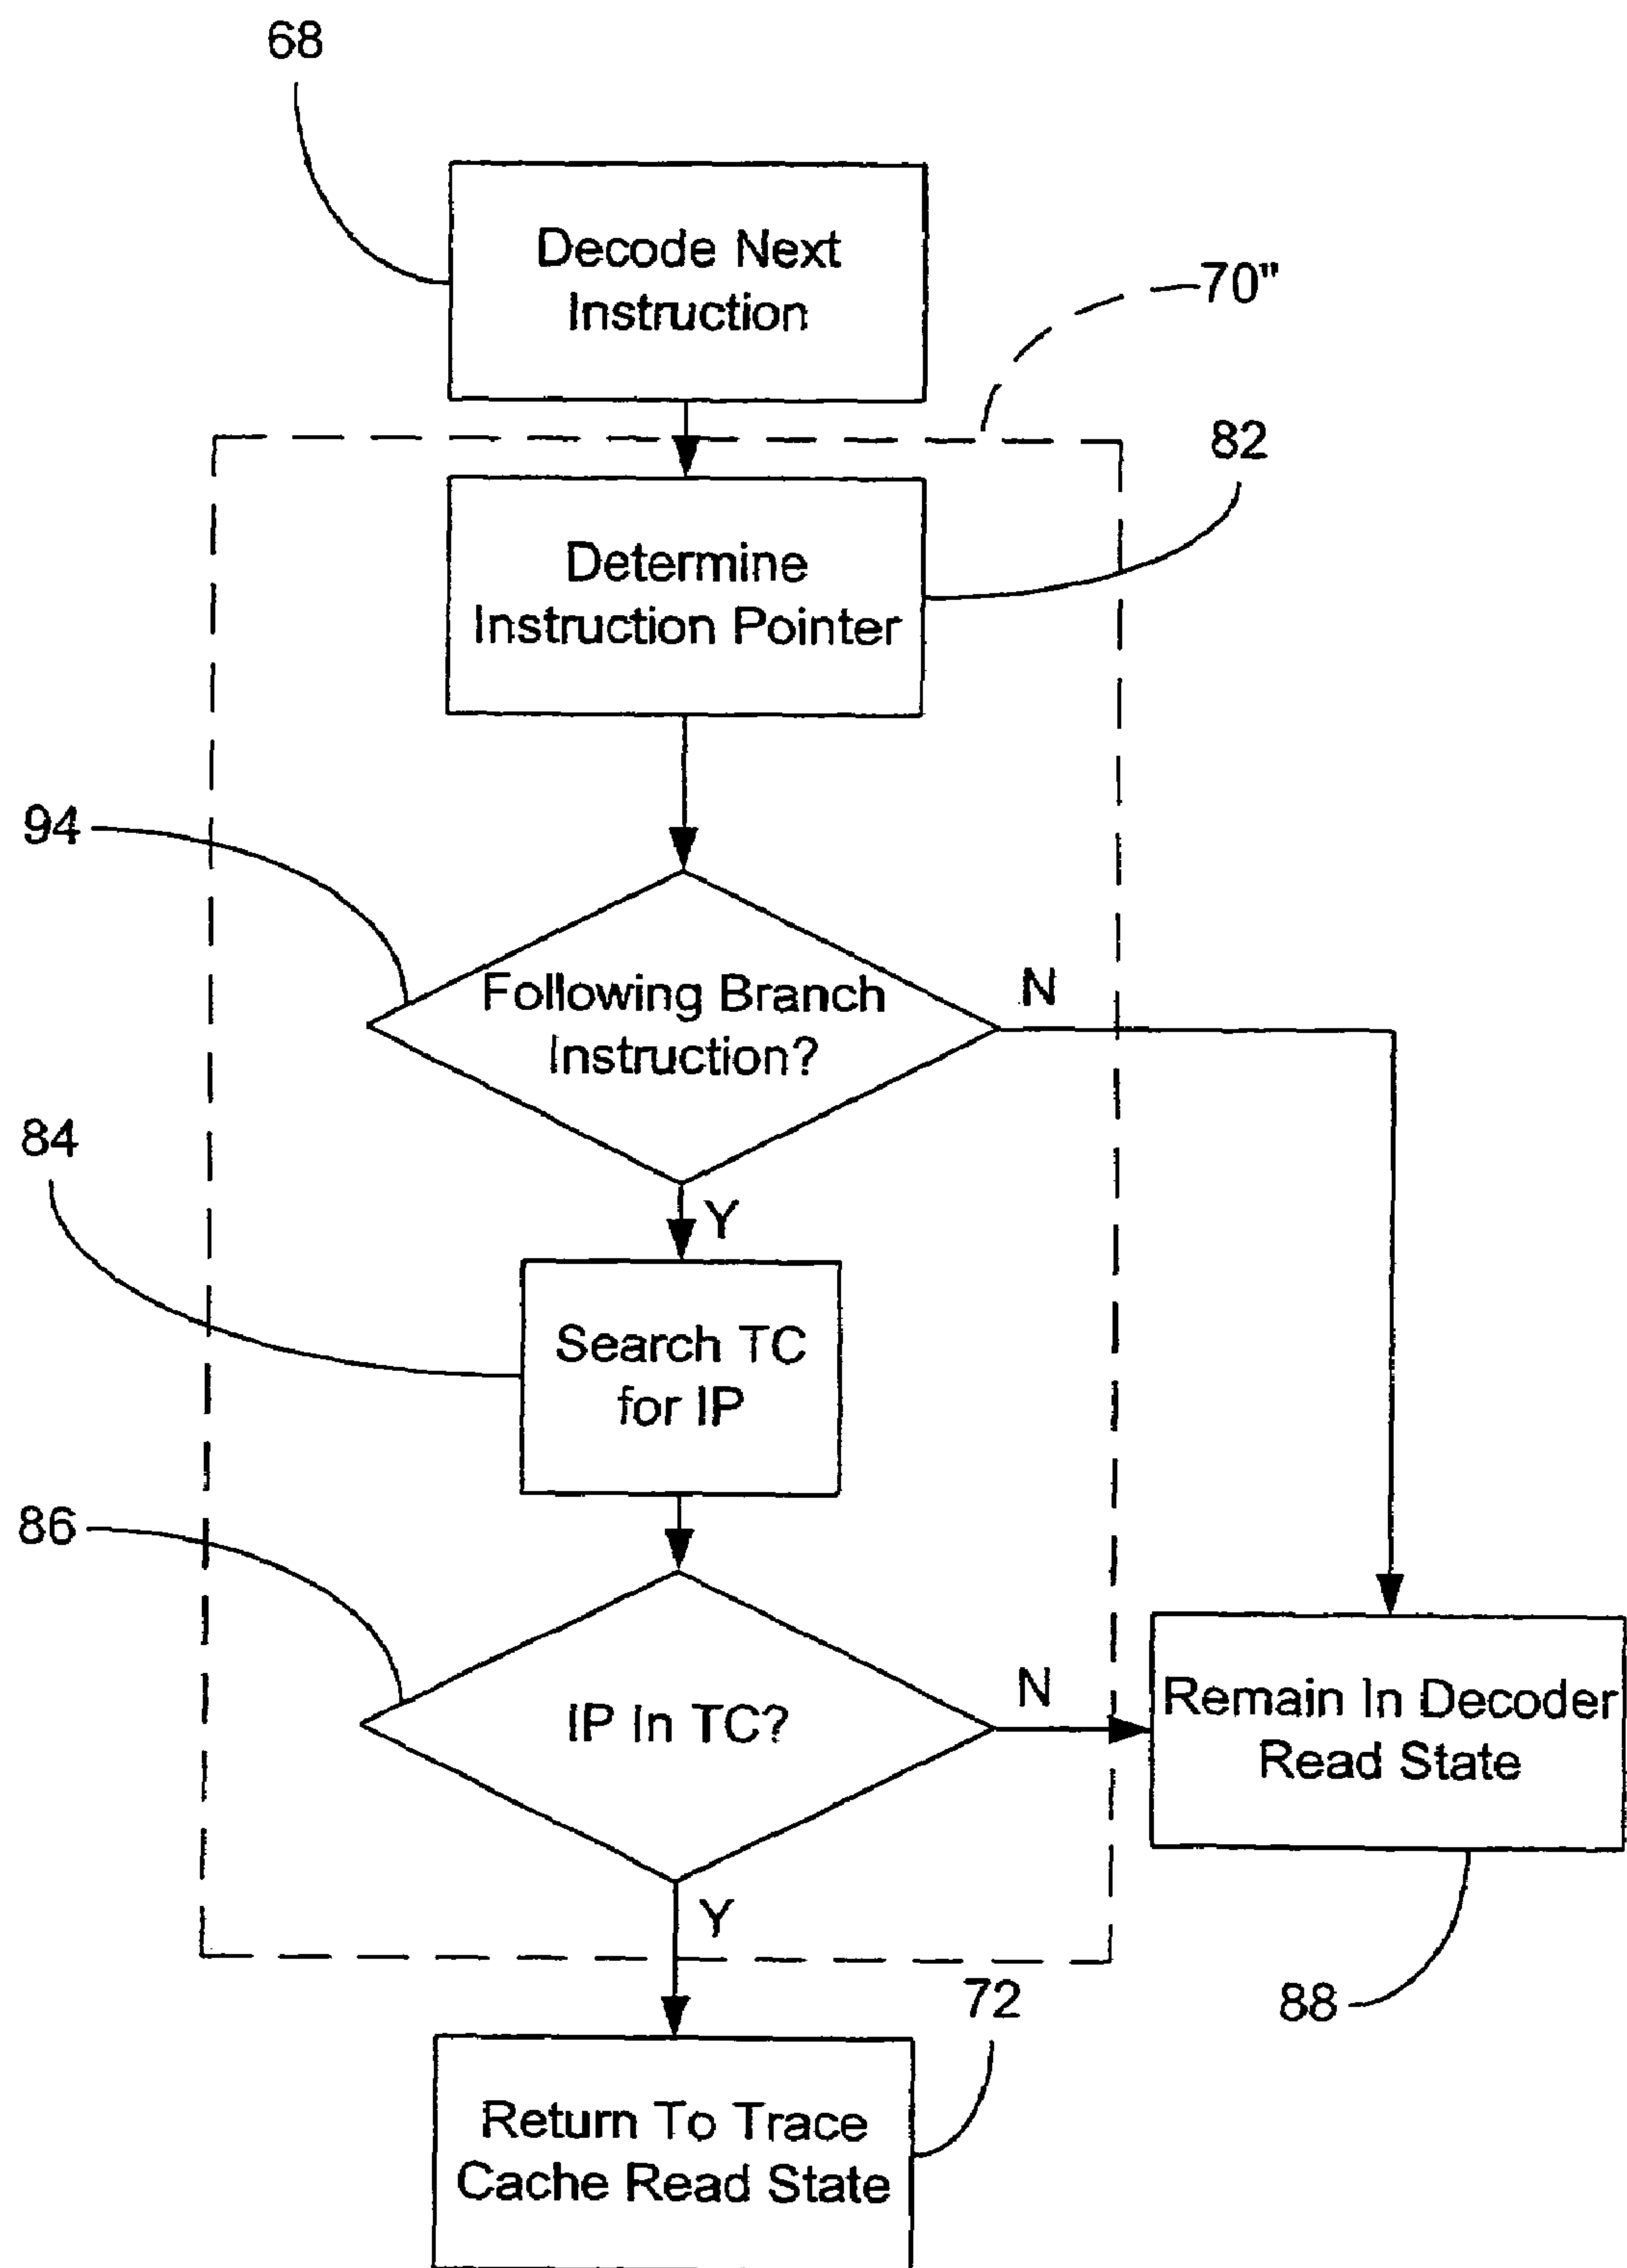 68
Decode Next
Instruction
70"
82
Determine
Instruction Pointer
94
Following Branch
Instruction?
N
84
Y
Search TC
for IP
86
IP In TC?
N
Remain In Decoder
Read State
Y
72
88
Return To Trace
Cache Read State